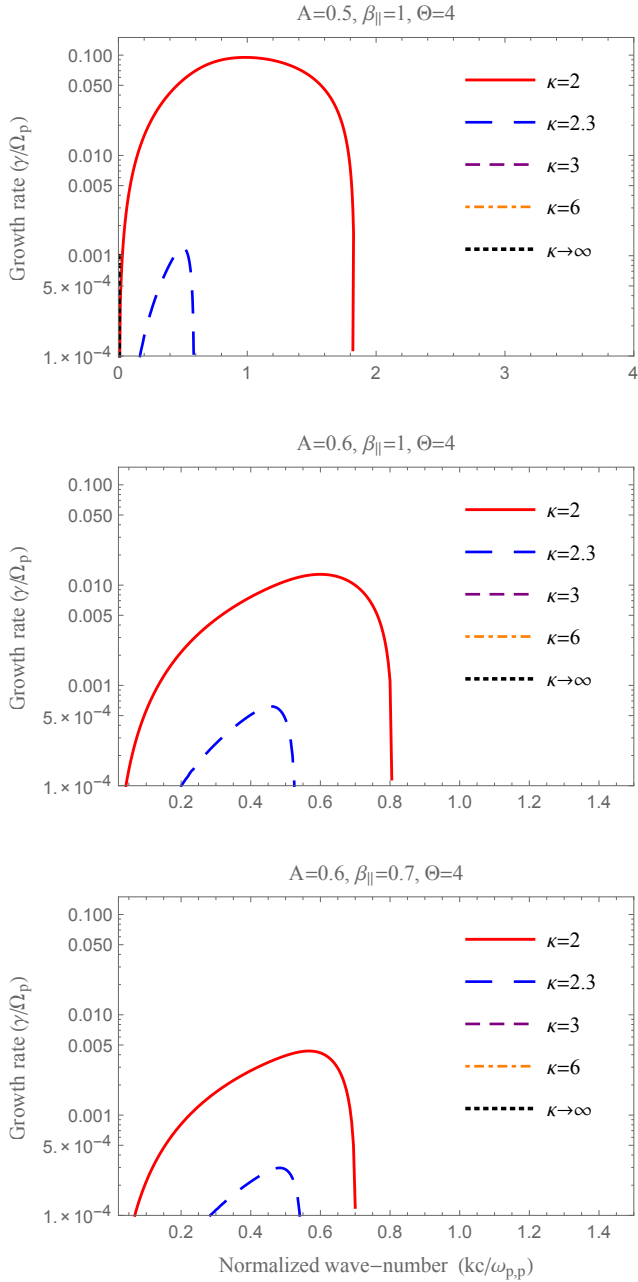 A=0.5, β∥=1, Θ=4
Growth rate (γ/Ωp)
0.100
0.050
0.010
0.005
0.001
5.×10⁻⁴
1.×10⁻⁴
κ=2
κ=2.3
κ=3
κ=6
κ→∞
0 1 2 3 4
A=0.6, β∥=1, Θ=4
Growth rate (γ/Ωp)
0.100
0.050
0.010
0.005
0.001
5.×10⁻⁴
1.×10⁻⁴
κ=2
κ=2.3
κ=3
κ=6
κ→∞
0.2 0.4 0.6 0.8 1.0 1.2 1.4
A=0.6, β∥=0.7, Θ=4
Growth rate (γ/Ωp)
0.100
0.050
0.010
0.005
0.001
5.×10⁻⁴
1.×10⁻⁴
κ=2
κ=2.3
κ=3
κ=6
κ→∞
0.2 0.4 0.6 0.8 1.0 1.2 1.4
Normalized wave−number (kc/ωp,p)